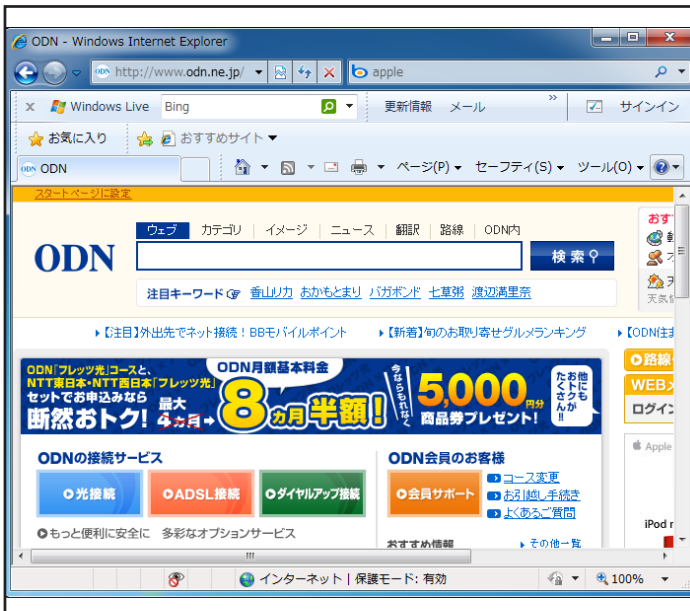 ODN - Windows Internet Explorer
http://www.odn.ne.jp/
apple
x Windows Live Bing 更新情報 メール » サインイン
お気に入り おすすめサイト ▼
ODN ページ(P) セーフティ(S) ツール(O)
スタートページに設定
ウェブ カテゴリ | イメージ | ニュース | 翻訳 | 路線 | ODN内
ODN
検索
注目キーワード 香山リカ おかもとまり バガボンド 七草粥 渡辺満里奈
おす
天気
【注目】外出先でネット接続！BBモバイルポイント
【新着】旬のお取り寄せグルメランキング
【ODN住ま
ODN「フレッツ光」コースと、
NTT東日本・NTT西日本「フレッツ光」
セットでお申込みなら
断然おトク!
ODN月額基本料金
最大
4ヵ月→8ヵ月半額!
今ならもれなく
5,000円分
商品券プレゼント!
他にも
おトクが
たくさん!!
路線
WEBメ
ログイン
ODNの接続サービス
光接続 ADSL接続 ダイヤルアップ接続
もっと便利に安全に 多彩なオプションサービス
ODN会員のお客様
会員サポート
コース変更
お引越し手続き
よくあるご質問
おすすめ情報 その他一覧
Apple
iPod
インターネット | 保護モード: 有効
100%